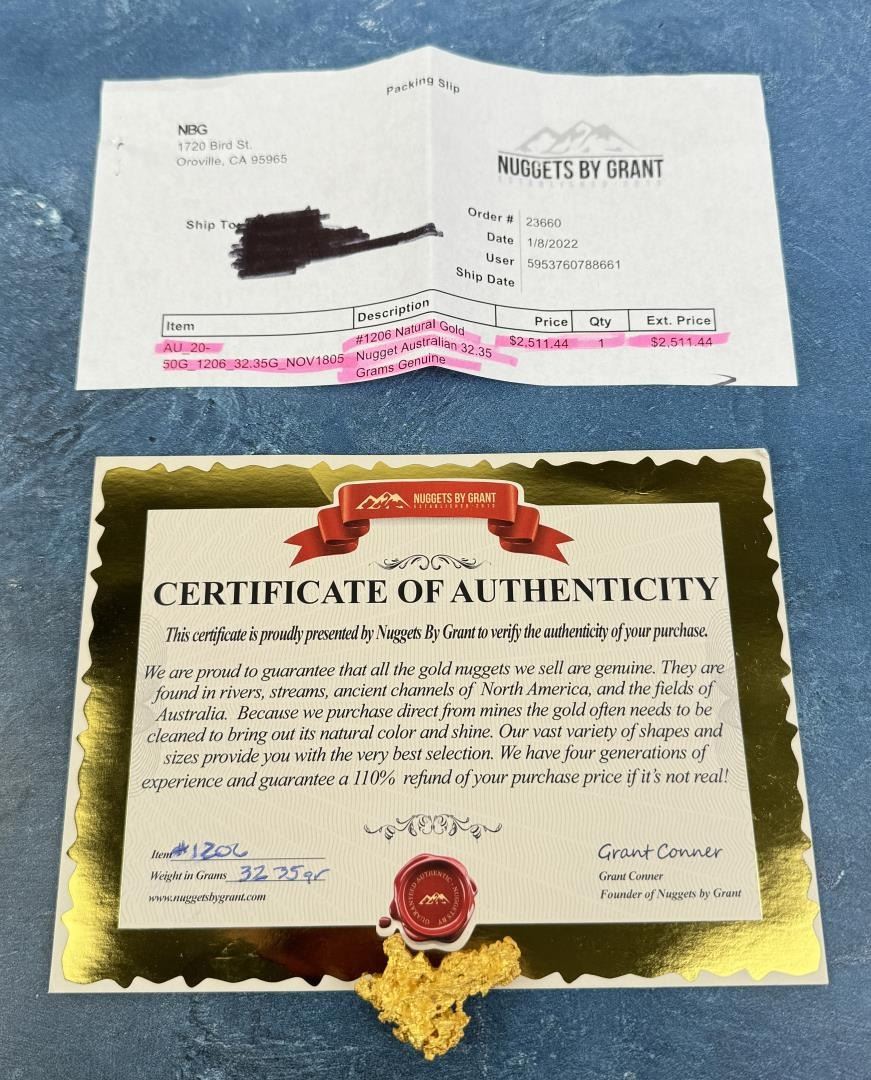 Packing Slip
NBG
1720 Bird St.
Oroville, CA 95965
NUGGETS BY GRANT
ESTABLISHED 2013
Ship To
Order # 23660
Date 1/8/2022
User 5953760788661
Ship Date
Item Description Price Qty Ext. Price
AU_20-
50G_1206_32.35G_NOV1805
#1206 Natural Gold
Nugget Australian 32.35
Grams Genuine
$2,511.44 1 $2,511.44
NUGGETS BY GRANT
ESTABLISHED 2013
CERTIFICATE OF AUTHENTICITY
This certificate is proudly presented by Nuggets By Grant to verify the authenticity of your purchase.
We are proud to guarantee that all the gold nuggets we sell are genuine. They are
found in rivers, streams, ancient channels of North America, and the fields of
Australia. Because we purchase direct from mines the gold often needs to be
cleaned to bring out its natural color and shine. Our vast variety of shapes and
sizes provide you with the very best selection. We have four generations of
experience and guarantee a 110% refund of your purchase price if it's not real!
Item #1206
Weight in Grams 32.35gr
www.nuggetsbygrant.com
Grant Conner
Grant Conner
Founder of Nuggets by Grant
GUARANTEED AUTHENTIC · NUGGETS BY